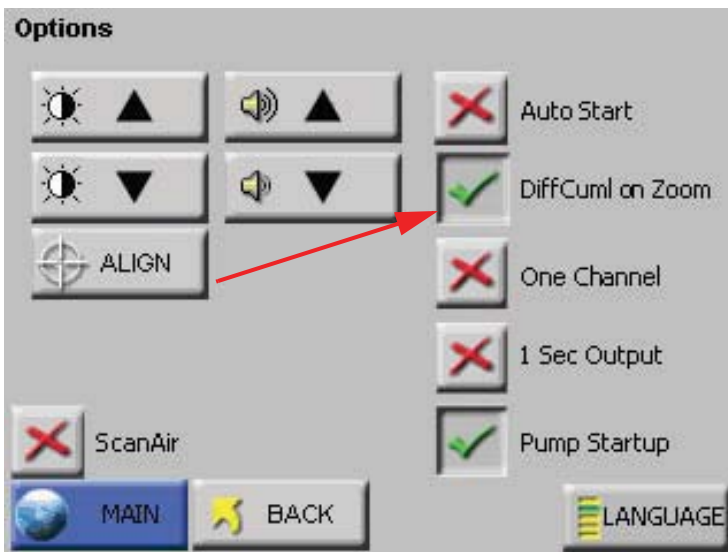 Options
Auto Start
DiffCuml on Zoom
ALIGN
One Channel
1 Sec Output
ScanAir
Pump Startup
MAIN
BACK
LANGUAGE